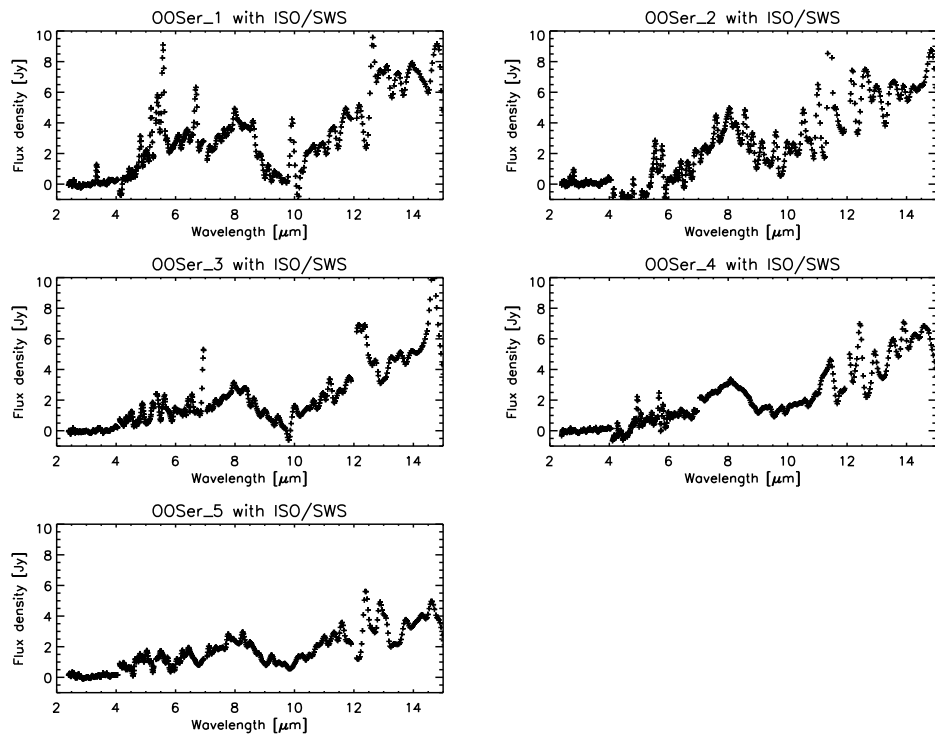 OOSer_1 with ISO/SWS
Flux density [Jy]
10
8
6
4
2
0
2 4 6 8 10 12 14
Wavelength [μm]
OOSer_2 with ISO/SWS
Flux density [Jy]
10
8
6
4
2
0
2 4 6 8 10 12 14
Wavelength [μm]
OOSer_3 with ISO/SWS
Flux density [Jy]
10
8
6
4
2
0
2 4 6 8 10 12 14
Wavelength [μm]
OOSer_4 with ISO/SWS
Flux density [Jy]
10
8
6
4
2
0
2 4 6 8 10 12 14
Wavelength [μm]
OOSer_5 with ISO/SWS
Flux density [Jy]
10
8
6
4
2
0
2 4 6 8 10 12 14
Wavelength [μm]